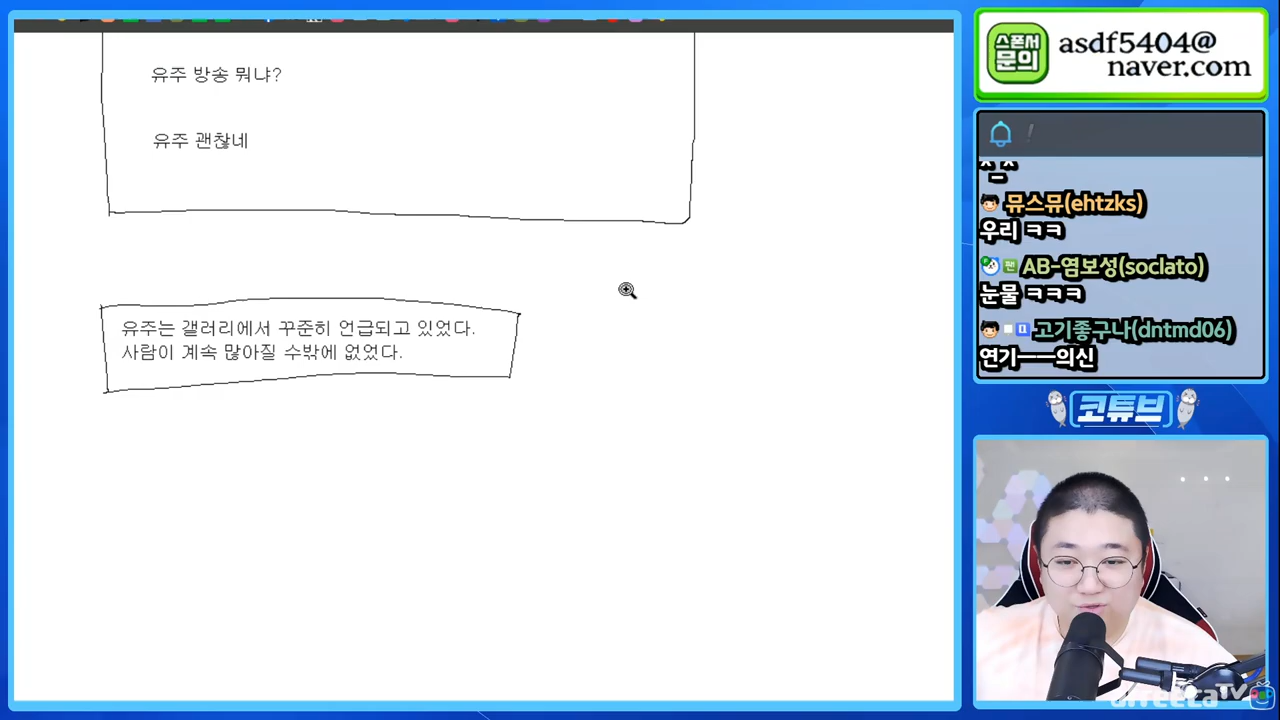 유주 방송 뭐냐?
유주 괜찮네
유주는 갤러리에서 꾸준히 언급되고 있었다.
사람이 계속 많아질 수밖에 없었다.
스폰서
문의
asdf5404@
naver.com
^_^
뮤스뮤(ehtzks)
우리 ㅋㅋ
팬 AB-염보성(soclato)
눈물 ㅋㅋㅋ
고기좋구나(dntmd06)
연기――의신
코튜브
afreecaTV